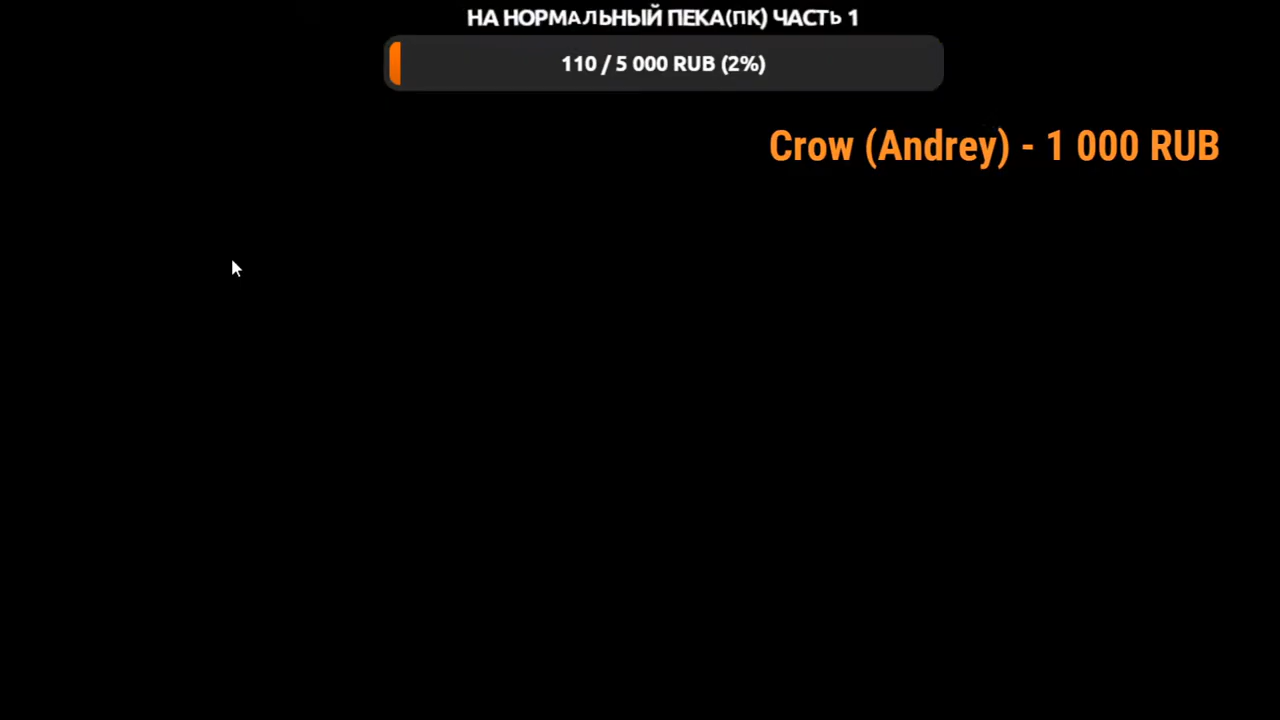 НА НОРМАЛЬНЫЙ ПЕКА(ПК) ЧАСТЬ 1
110 / 5 000 RUB (2%)
Crow (Andrey) - 1 000 RUB